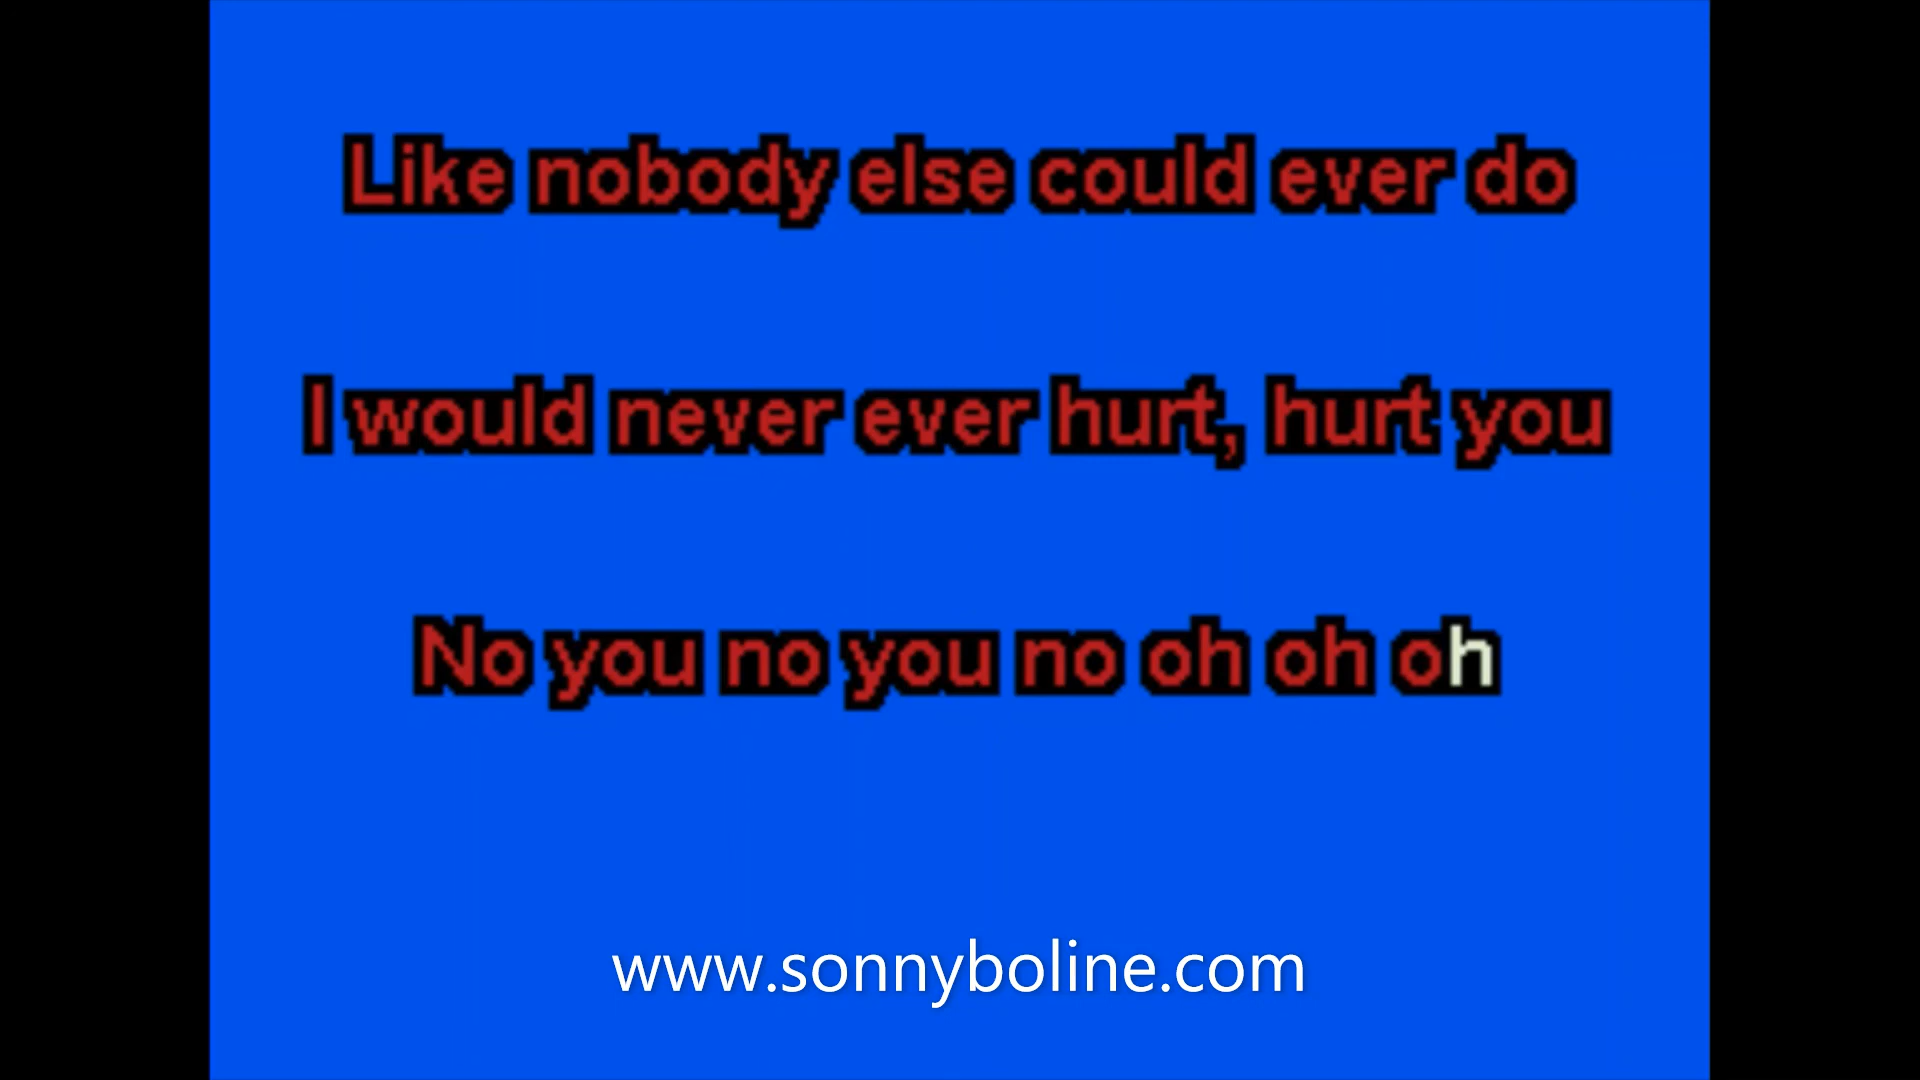 Like nobody else could ever do
I would never ever hurt, hurt you
No you no you no oh oh oh
www.sonnyboline.com